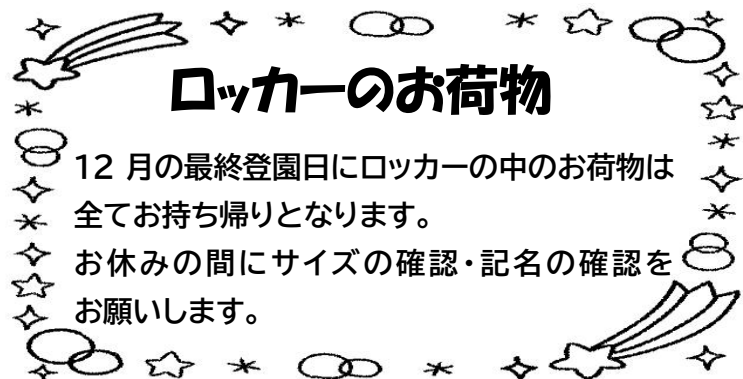 ロッカーのお荷物
12 月の最終登園日にロッカーの中のお荷物は
全てお持ち帰りとなります。
お休みの間にサイズの確認・記名の確認を
お願いします。